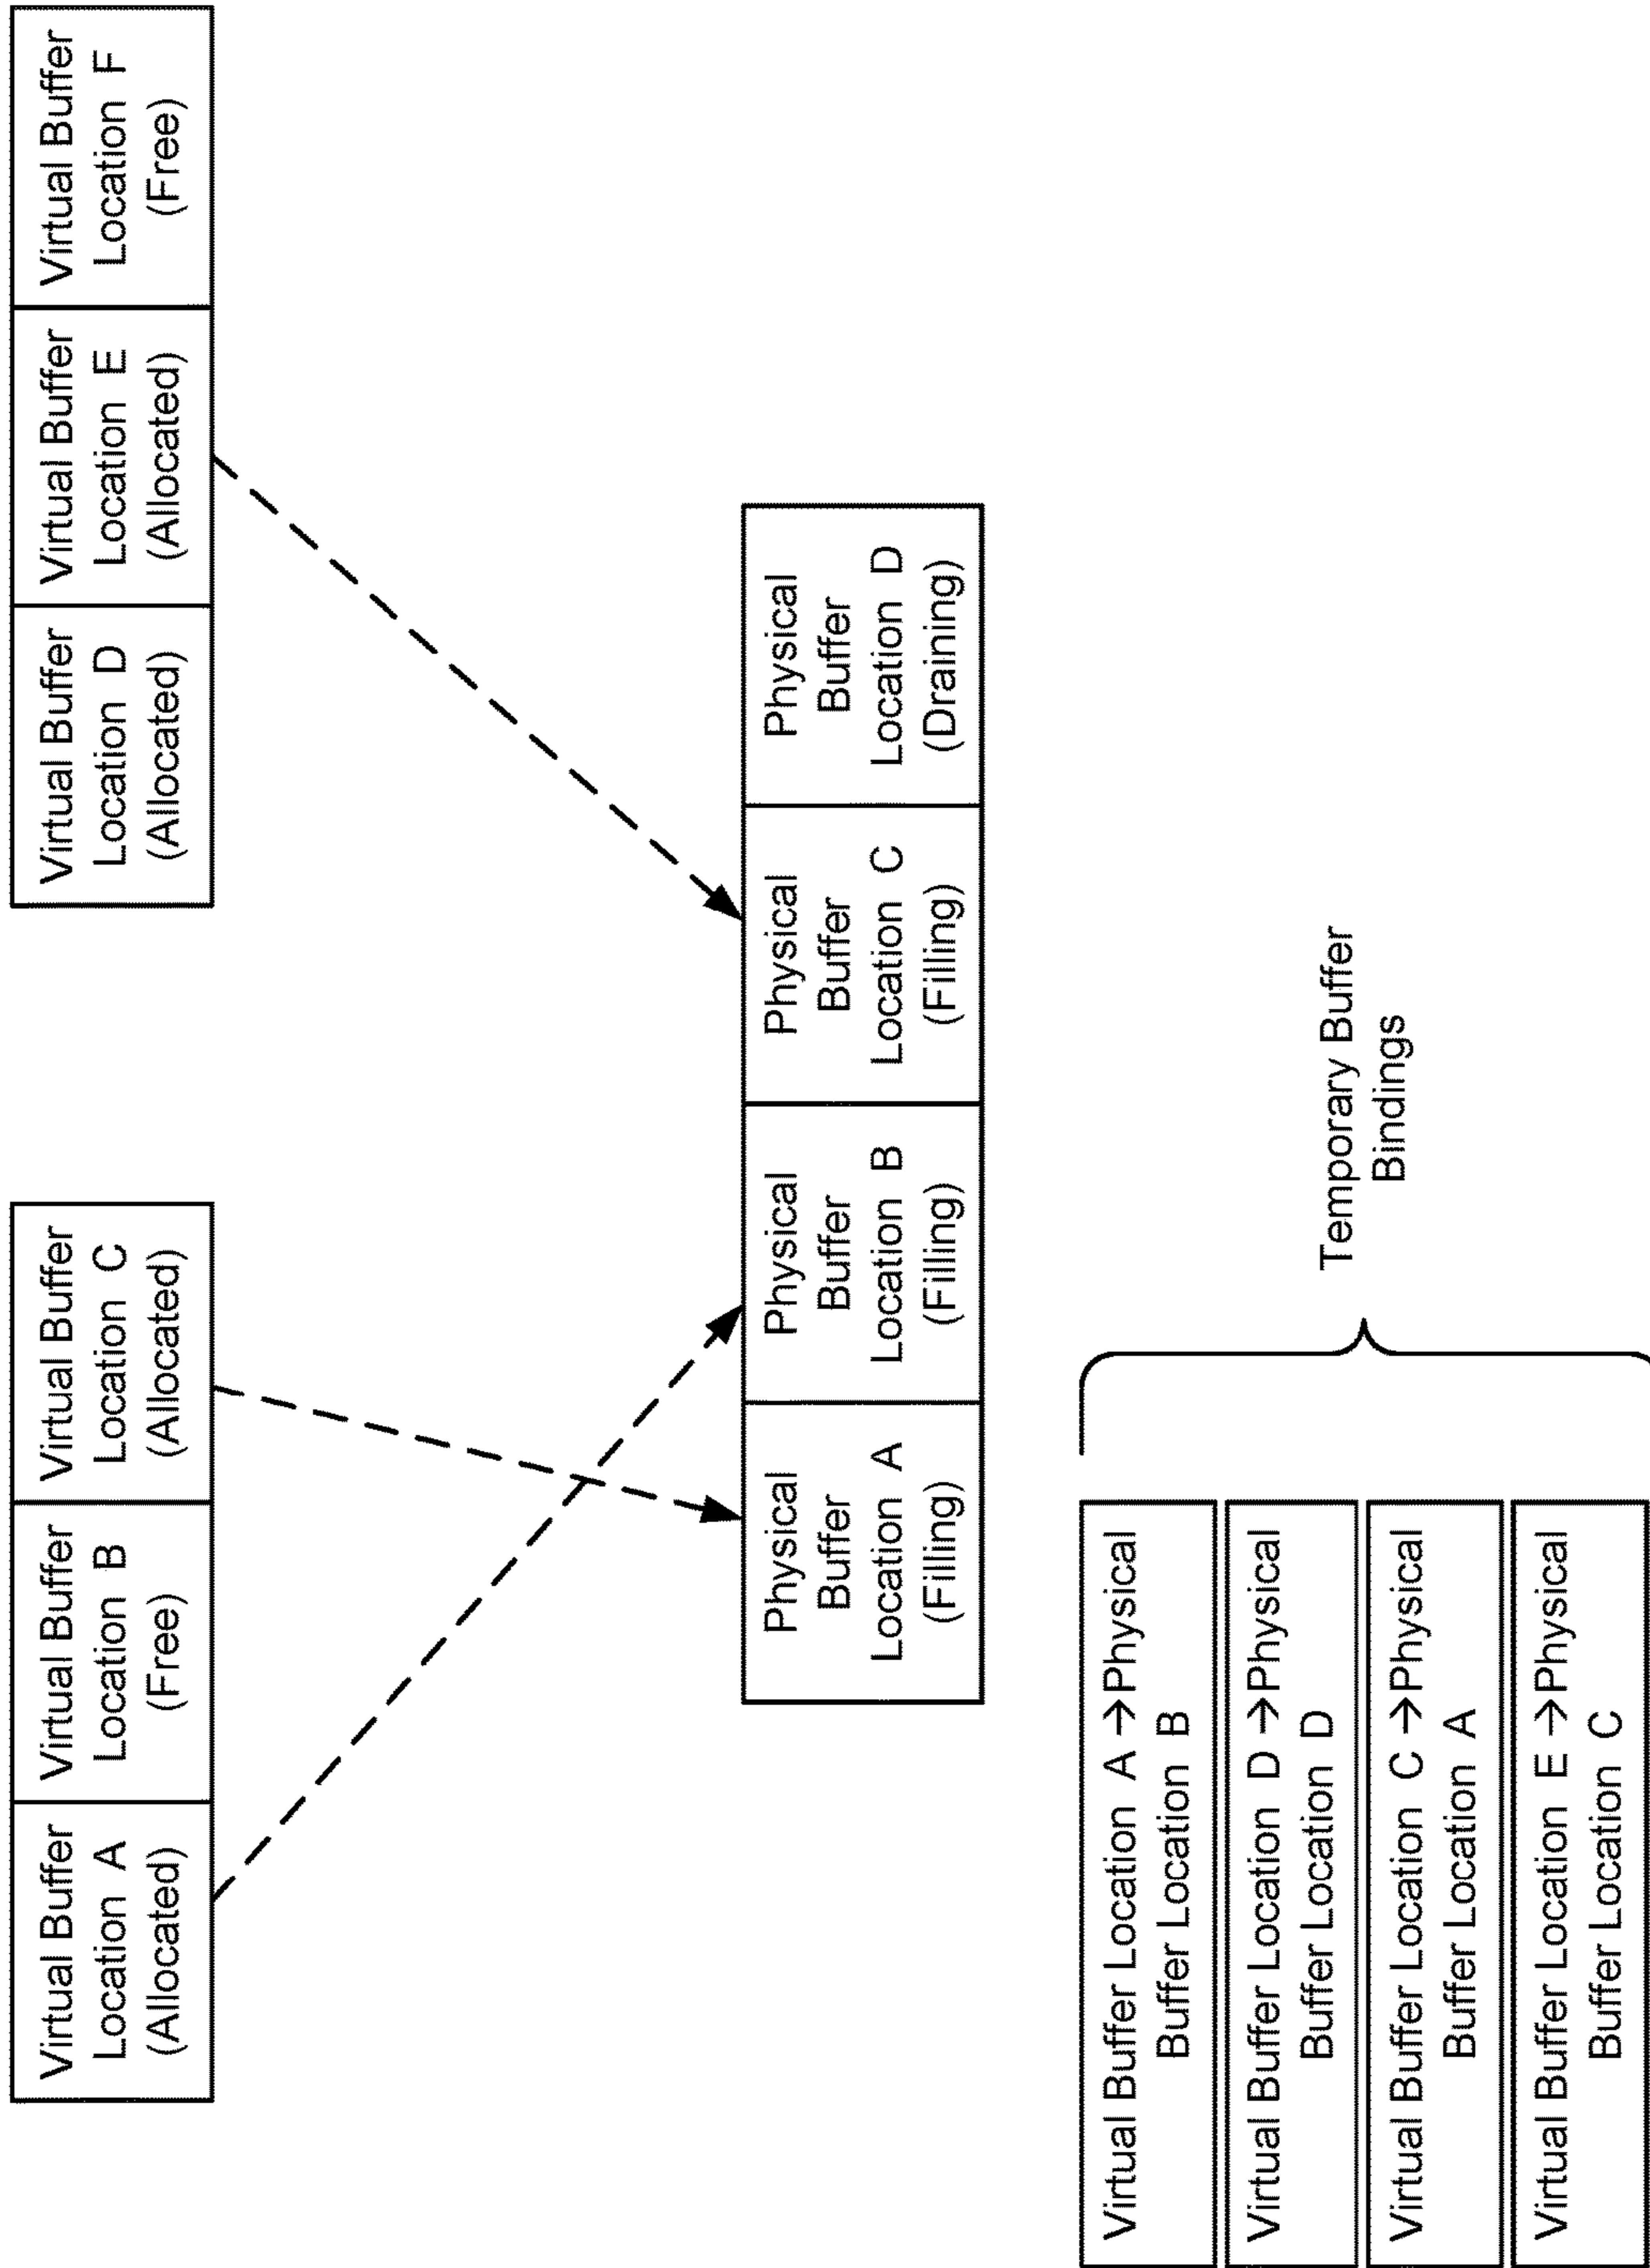 Virtual Buffer
Location A
(Allocated)
Virtual Buffer
Location B
(Free)
Virtual Buffer
Location C
(Allocated)
Virtual Buffer
Location D
(Allocated)
Virtual Buffer
Location E
(Allocated)
Virtual Buffer
Location F
(Free)
Physical
Buffer
Location A
(Filling)
Physical
Buffer
Location B
(Filling)
Physical
Buffer
Location C
(Filling)
Physical
Buffer
Location D
(Draining)
Virtual Buffer Location A →Physical
Buffer Location B
Virtual Buffer Location D →Physical
Buffer Location D
Virtual Buffer Location C →Physical
Buffer Location A
Virtual Buffer Location E →Physical
Buffer Location C
Temporary Buffer
Bindings